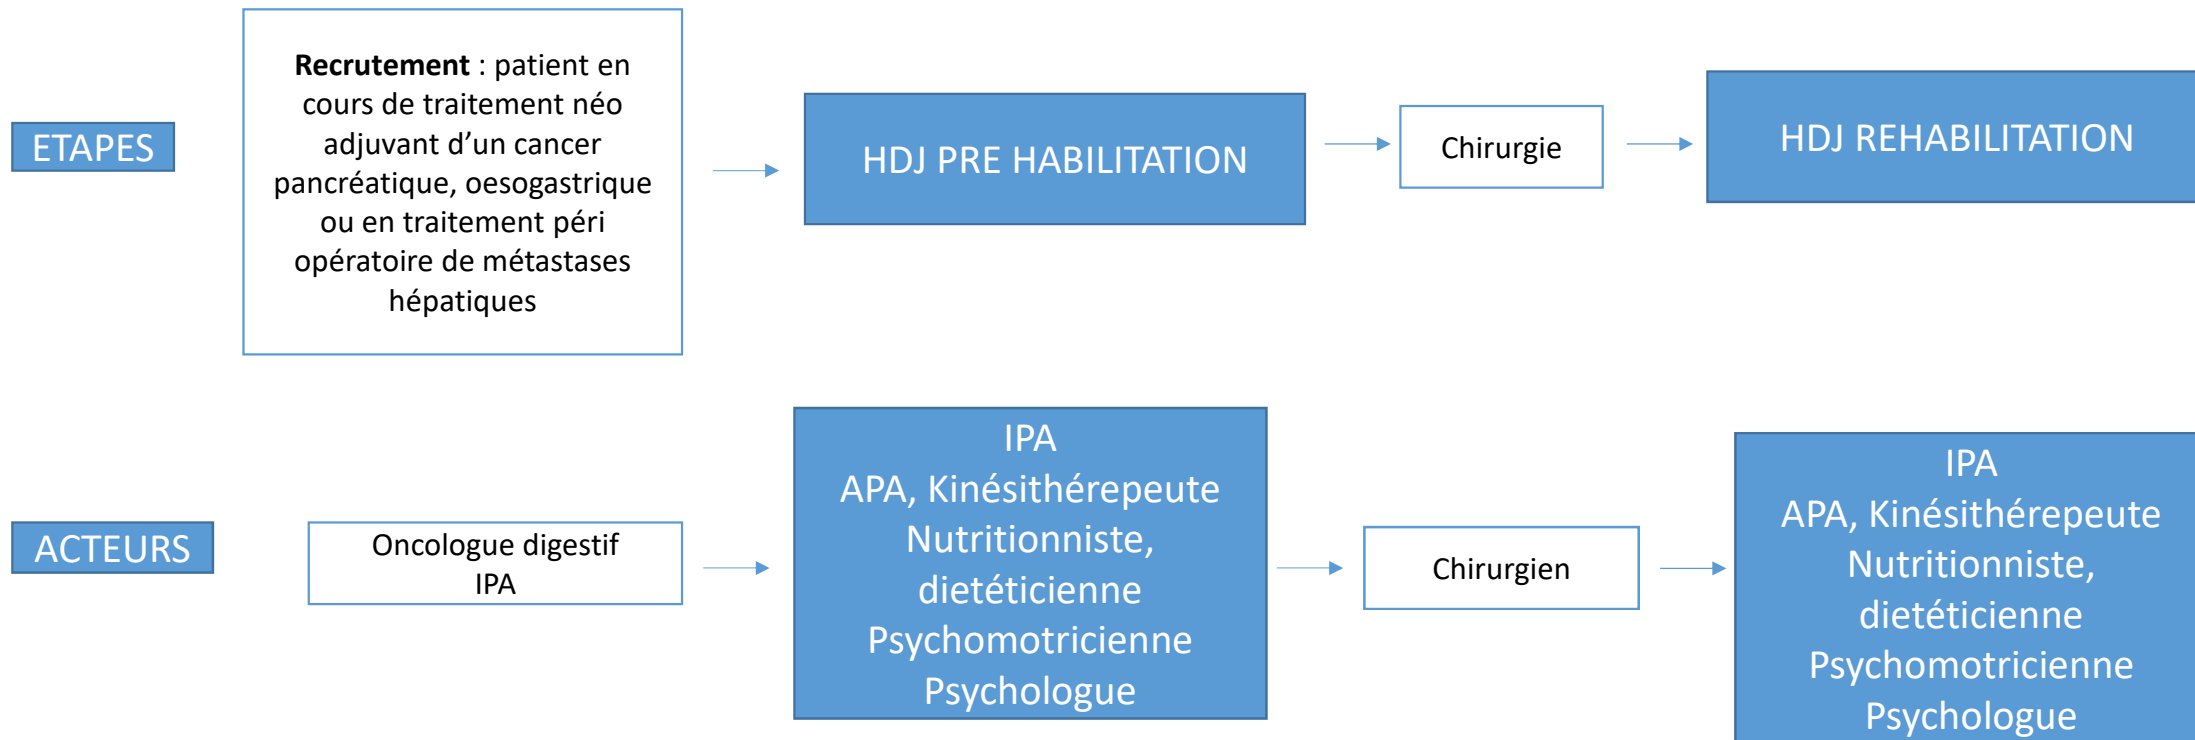 ETAPES
Recrutement : patient en
cours de traitement néo
adjuvant d’un cancer
pancréatique, oesogastrique
ou en traitement péri
opératoire de métastases
hépatiques
HDJ PRE HABILITATION
Chirurgie
HDJ REHABILITATION
ACTEURS
Oncologue digestif
IPA
IPA
APA, Kinésithérepeute
Nutritionniste,
dietéticienne
Psychomotricienne
Psychologue
Chirurgien
IPA
APA, Kinésithérepeute
Nutritionniste,
dietéticienne
Psychomotricienne
Psychologue